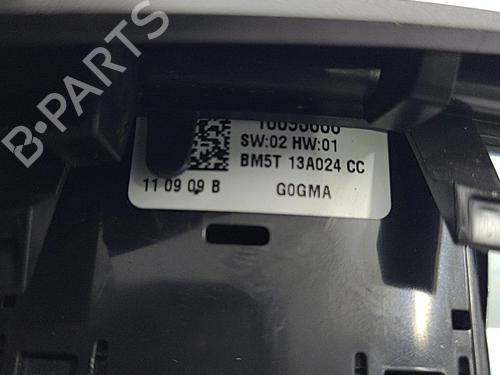 B-PARTS
SW:02 HW:01
BM5T 13A024 CC
11 09 09 B G0GMA